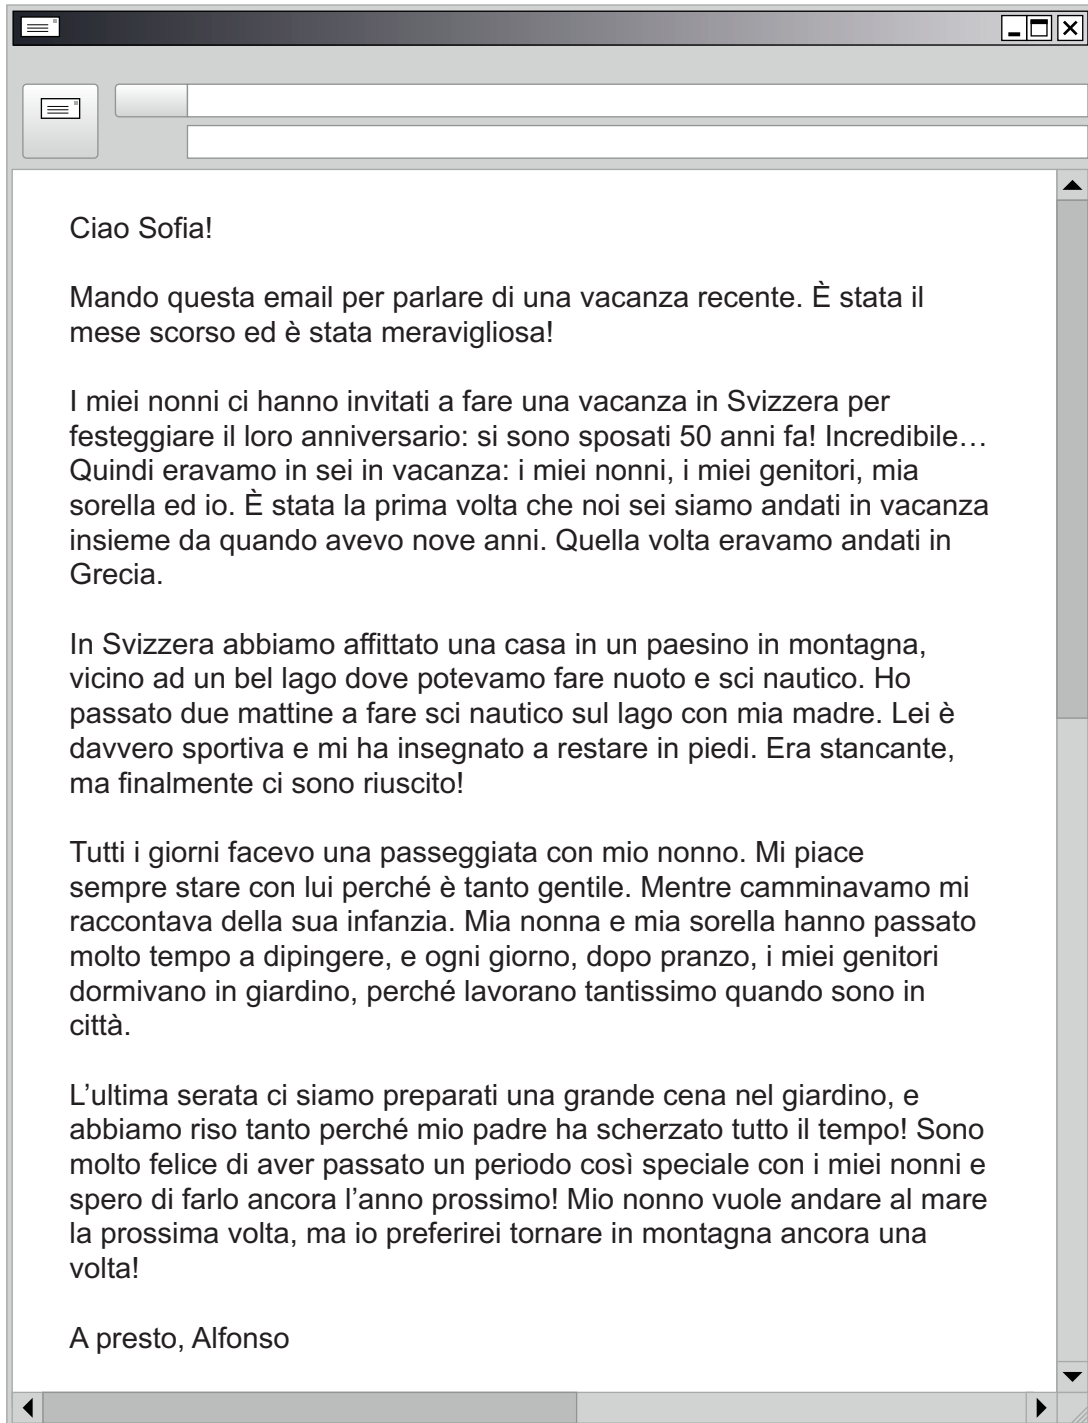 Ciao Sofia!
Mando questa email per parlare di una vacanza recente. È stata il
mese scorso ed è stata meravigliosa!
I miei nonni ci hanno invitati a fare una vacanza in Svizzera per
festeggiare il loro anniversario: si sono sposati 50 anni fa! Incredibile…
Quindi eravamo in sei in vacanza: i miei nonni, i miei genitori, mia
sorella ed io. È stata la prima volta che noi sei siamo andati in vacanza
insieme da quando avevo nove anni. Quella volta eravamo andati in
Grecia.
In Svizzera abbiamo affittato una casa in un paesino in montagna,
vicino ad un bel lago dove potevamo fare nuoto e sci nautico. Ho
passato due mattine a fare sci nautico sul lago con mia madre. Lei è
davvero sportiva e mi ha insegnato a restare in piedi. Era stancante,
ma finalmente ci sono riuscito!
Tutti i giorni facevo una passeggiata con mio nonno. Mi piace
sempre stare con lui perché è tanto gentile. Mentre camminavamo mi
raccontava della sua infanzia. Mia nonna e mia sorella hanno passato
molto tempo a dipingere, e ogni giorno, dopo pranzo, i miei genitori
dormivano in giardino, perché lavorano tantissimo quando sono in
città.
L’ultima serata ci siamo preparati una grande cena nel giardino, e
abbiamo riso tanto perché mio padre ha scherzato tutto il tempo! Sono
molto felice di aver passato un periodo così speciale con i miei nonni e
spero di farlo ancora l’anno prossimo! Mio nonno vuole andare al mare
la prossima volta, ma io preferirei tornare in montagna ancora una
volta!
A presto, Alfonso